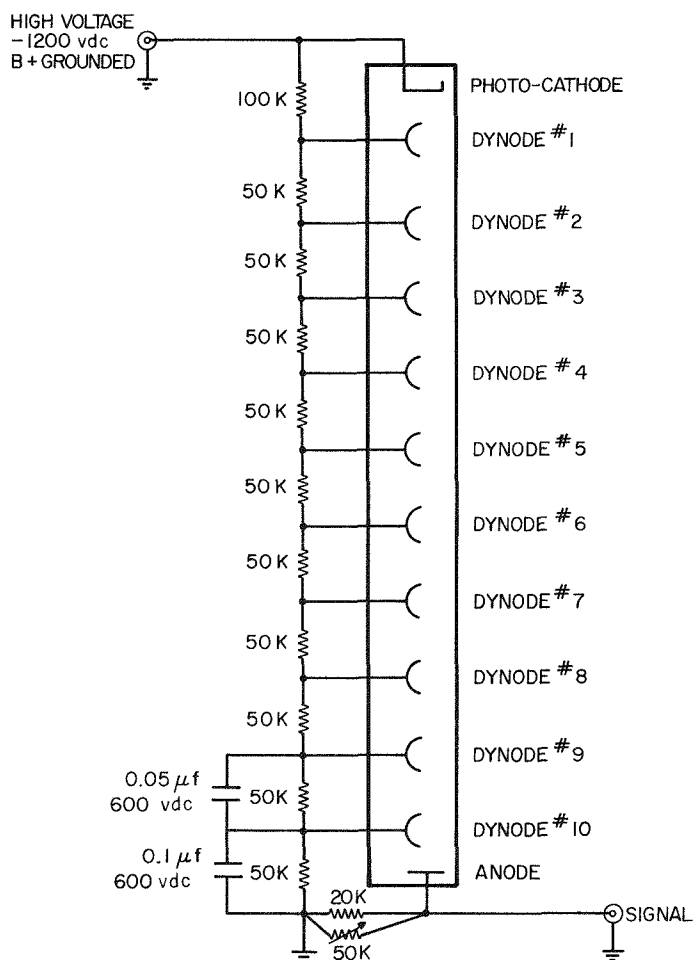 HIGH VOLTAGE
-1200 vdc
B + GROUNDED
PHOTO-CATHODE
100 K
DYNODE #1
50 K
DYNODE #2
50 K
DYNODE #3
50 K
DYNODE #4
50 K
DYNODE #5
50 K
DYNODE #6
50 K
DYNODE #7
50 K
DYNODE #8
50 K
DYNODE #9
0.05 μf
600 vdc
50K
DYNODE #10
0.1 μf
600 vdc
50K
ANODE
20K
SIGNAL
50K